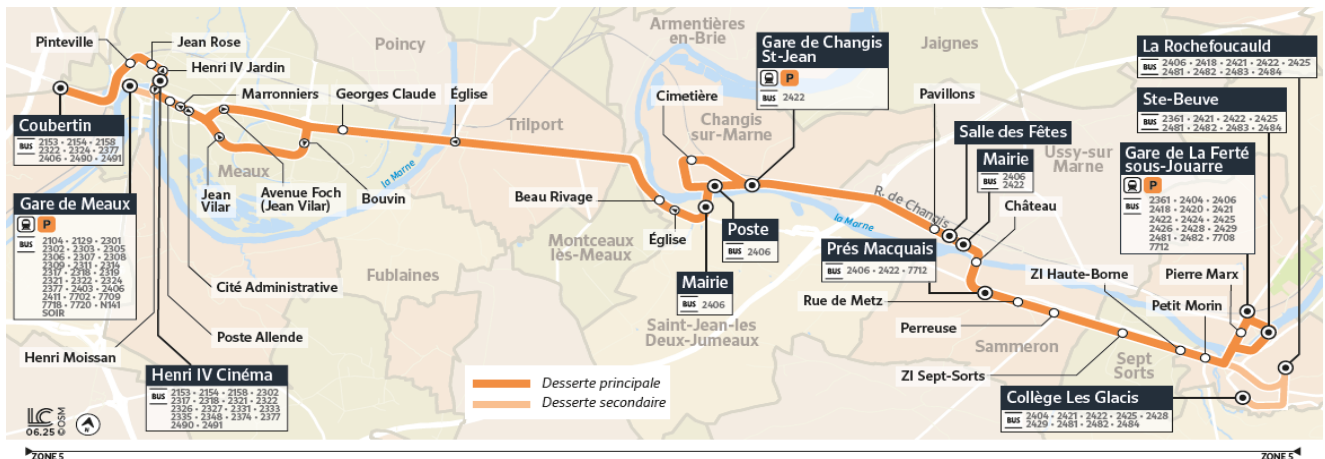 Pinteville
Jean Rose
Henri IV Jardin
Marronniers
Georges Claude
Église
Poincy
Trilport
Armentières
en-Brie
Cimetière
Changis
sur-Marne
Gare de Changis
St-Jean
P
BUS 2422
Jaignes
Pavillons
Salle des Fêtes
Mairie
BUS 2406
2422
Ussy-sur
Marne
Château
La Rochefoucauld
BUS 2406 • 2418 • 2421 • 2422 • 2425
2481 • 2482 • 2483 • 2484
Ste-Beuve
BUS 2361 • 2421 • 2422 • 2425
2481 • 2482 • 2483 • 2484
Gare de La Ferté
sous-Jouarre
P
BUS 2361 • 2404 • 2406
2418 • 2420 • 2421
2422 • 2424 • 2425
2426 • 2428 • 2429
2481 • 2482 • 7708
7712
Coubertin
BUS 2153 • 2154 • 2158
2322 • 2324 • 2377
2406 • 2490 • 2491
Meaux
la Marne
Gare de Meaux
P
BUS 2104 • 2129 • 2301
2302 • 2303 • 2305
2306 • 2307 • 2308
2309 • 2311 • 2314
2317 • 2318 • 2319
2321 • 2322 • 2324
2377 • 2403 • 2406
2411 • 7702 • 7709
7718 • 7720 • N141
SOIR
Jean
Vilar
Avenue Foch
(Jean Vilar)
Bouvin
Cité Administrative
Poste Allende
Henri Moissan
Henri IV Cinéma
BUS 2153 • 2154 • 2158 • 2302
2317 • 2318 • 2321 • 2322
2326 • 2327 • 2331 • 2333
2335 • 2348 • 2374 • 2377
2490 • 2491
Fublaines
Beau Rivage
Église
Montceaux
lès-Meaux
Mairie
BUS 2406
Poste
BUS 2406
Saint-Jean-les
Deux-Jumeaux
R. de Changis
la Marne
Prés Macquais
BUS 2406 • 2422 • 7712
Rue de Metz
Perreuse
Sammeron
ZI Haute-Borne
Pierre Marx
Petit Morin
ZI Sept-Sorts
Sept
Sorts
Collège Les Glacis
BUS 2404 • 2421 • 2422 • 2425 • 2428
2429 • 2481 • 2482 • 2484
Desserte principale
Desserte secondaire
LC
06.25
© OSM
N
ZONE 5
ZONE 5